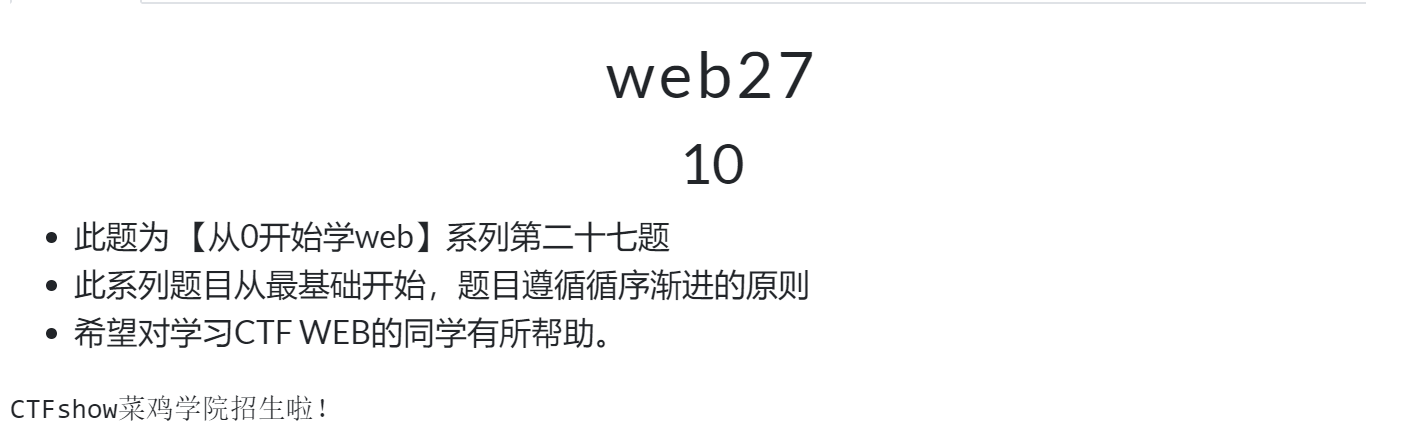 web27
10
此题为 【从0开始学web】系列第二十七题
此系列题目从最基础开始，题目遵循循序渐进的原则
希望对学习CTF WEB的同学有所帮助。
CTFshow菜鸡学院招生啦！